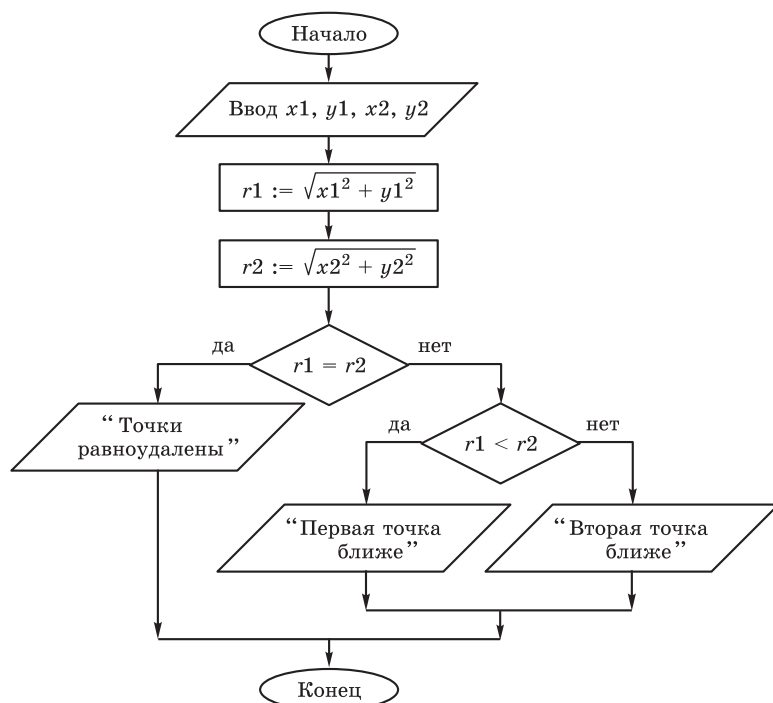 Начало
Ввод x1, y1, x2, y2
r1 := √x1² + y1²
r2 := √x2² + y2²
r1 = r2
да
нет
“Точки
равноудалены”
r1 < r2
да
нет
“Первая точка
ближе”
“Вторая точка
ближе”
Конец